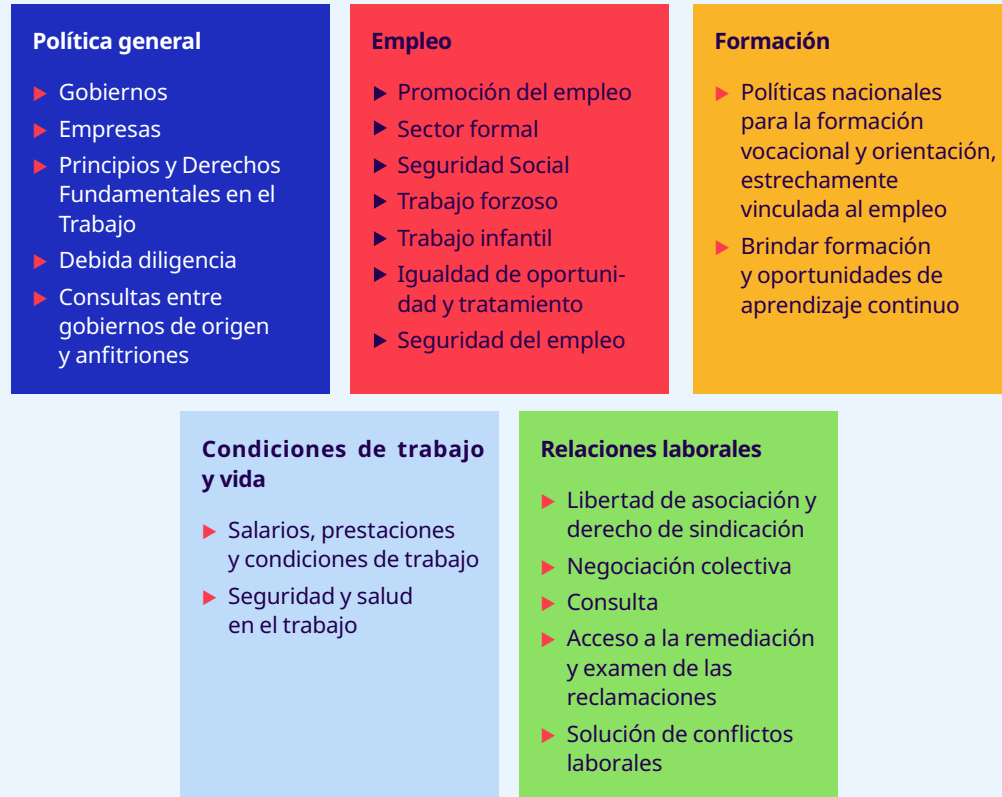 Política general
Gobiernos
Empresas
Principios y Derechos
Fundamentales en el
Trabajo
Debida diligencia
Consultas entre
gobiernos de origen
y anfitriones
Empleo
Promoción del empleo
Sector formal
Seguridad Social
Trabajo forzoso
Trabajo infantil
Igualdad de oportuni-
dad y tratamiento
Seguridad del empleo
Formación
Políticas nacionales
para la formación
vocacional y orientación,
estrechamente
vinculada al empleo
Brindar formación
y oportunidades de
aprendizaje continuo
Condiciones de trabajo
y vida
Salarios, prestaciones
y condiciones de trabajo
Seguridad y salud
en el trabajo
Relaciones laborales
Libertad de asociación y
derecho de sindicación
Negociación colectiva
Consulta
Acceso a la remediación
y examen de las
reclamaciones
Solución de conflictos
laborales